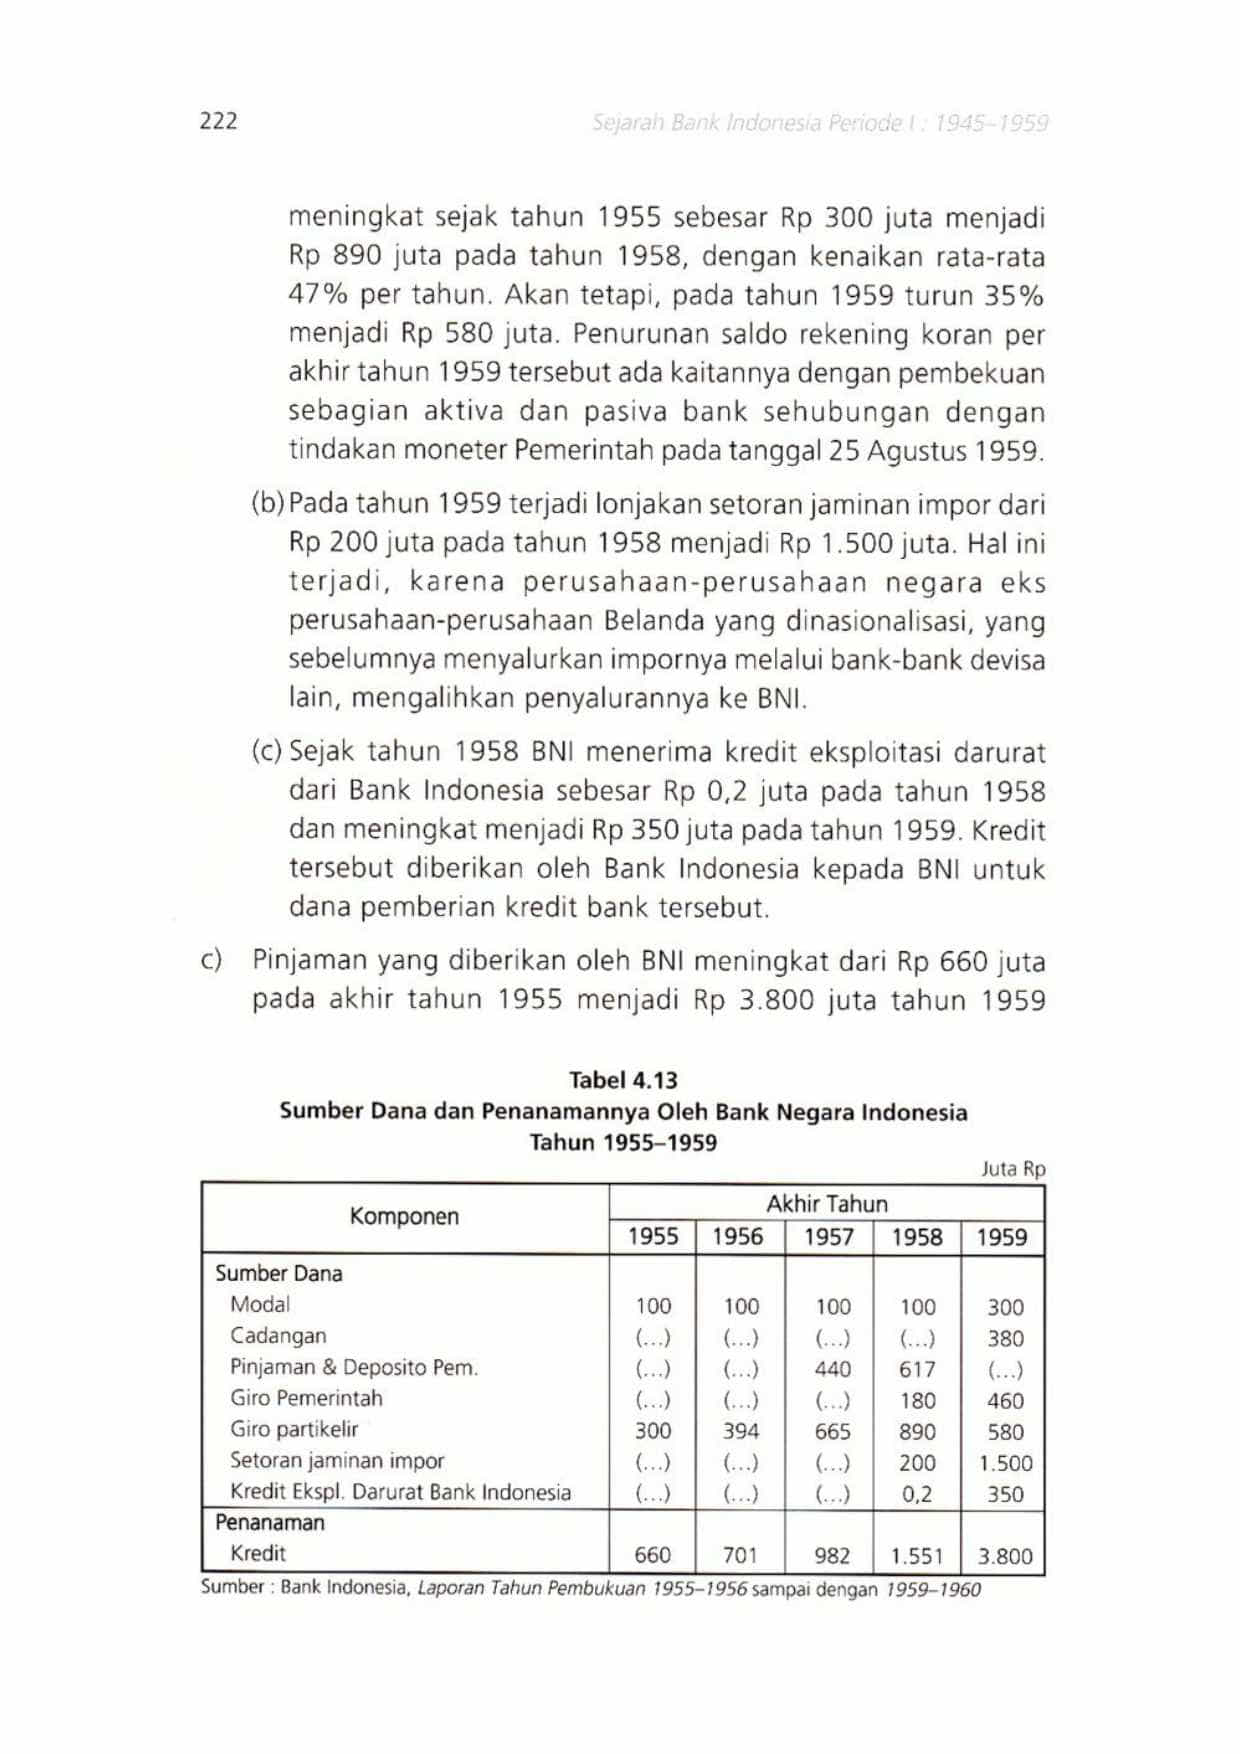 222 Sejarah Bank Indonesia Periode I : 1945–1959
meningkat sejak tahun 1955 sebesar Rp 300 juta menjadi
Rp 890 juta pada tahun 1958, dengan kenaikan rata-rata
47% per tahun. Akan tetapi, pada tahun 1959 turun 35%
menjadi Rp 580 juta. Penurunan saldo rekening koran per
akhir tahun 1959 tersebut ada kaitannya dengan pembekuan
sebagian aktiva dan pasiva bank sehubungan dengan
tindakan moneter Pemerintah pada tanggal 25 Agustus 1959.
(b) Pada tahun 1959 terjadi lonjakan setoran jaminan impor dari
Rp 200 juta pada tahun 1958 menjadi Rp 1.500 juta. Hal ini
terjadi, karena perusahaan-perusahaan negara eks
perusahaan-perusahaan Belanda yang dinasionalisasi, yang
sebelumnya menyalurkan impornya melalui bank-bank devisa
lain, mengalihkan penyalurannya ke BNI.
(c) Sejak tahun 1958 BNI menerima kredit eksploitasi darurat
dari Bank Indonesia sebesar Rp 0,2 juta pada tahun 1958
dan meningkat menjadi Rp 350 juta pada tahun 1959. Kredit
tersebut diberikan oleh Bank Indonesia kepada BNI untuk
dana pemberian kredit bank tersebut.
c) Pinjaman yang diberikan oleh BNI meningkat dari Rp 660 juta
pada akhir tahun 1955 menjadi Rp 3.800 juta tahun 1959
Tabel 4.13
Sumber Dana dan Penanamannya Oleh Bank Negara Indonesia
Tahun 1955–1959
Juta Rp
Komponen Akhir Tahun
1955 1956 1957 1958 1959
Sumber Dana
Modal 100 100 100 100 300
Cadangan (...) (...) (...) (...) 380
Pinjaman & Deposito Pem. (...) (...) 440 617 (...)
Giro Pemerintah (...) (...) (...) 180 460
Giro partikelir 300 394 665 890 580
Setoran jaminan impor (...) (...) (...) 200 1.500
Kredit Ekspl. Darurat Bank Indonesia (...) (...) (...) 0,2 350
Penanaman
Kredit 660 701 982 1.551 3.800
Sumber : Bank Indonesia, Laporan Tahun Pembukuan 1955–1956 sampai dengan 1959–1960